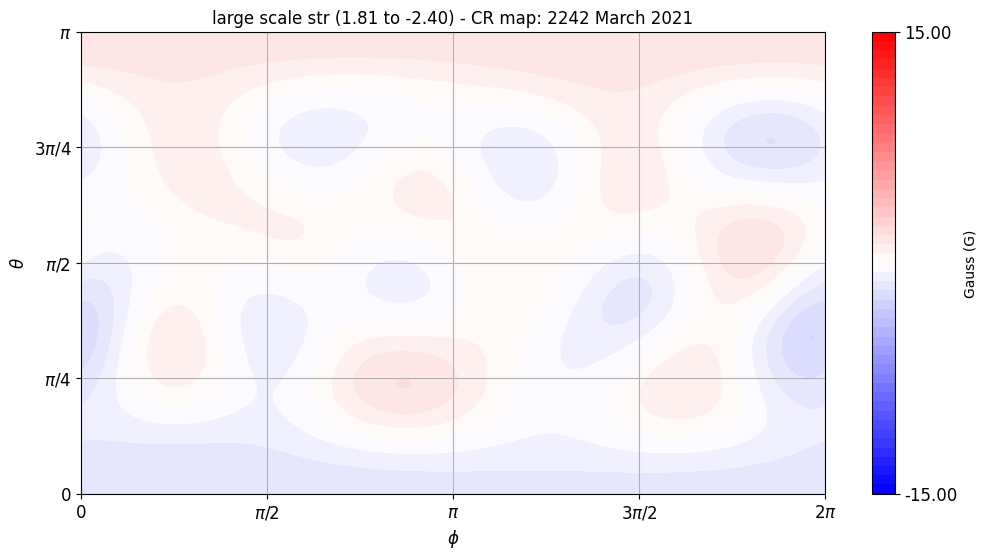 large scale str (1.81 to -2.40) - CR map: 2242 March 2021
π
3π/4
π/2
π/4
0
θ
0
π/2
π
3π/2
2π
ϕ
15.00
-15.00
Gauss (G)